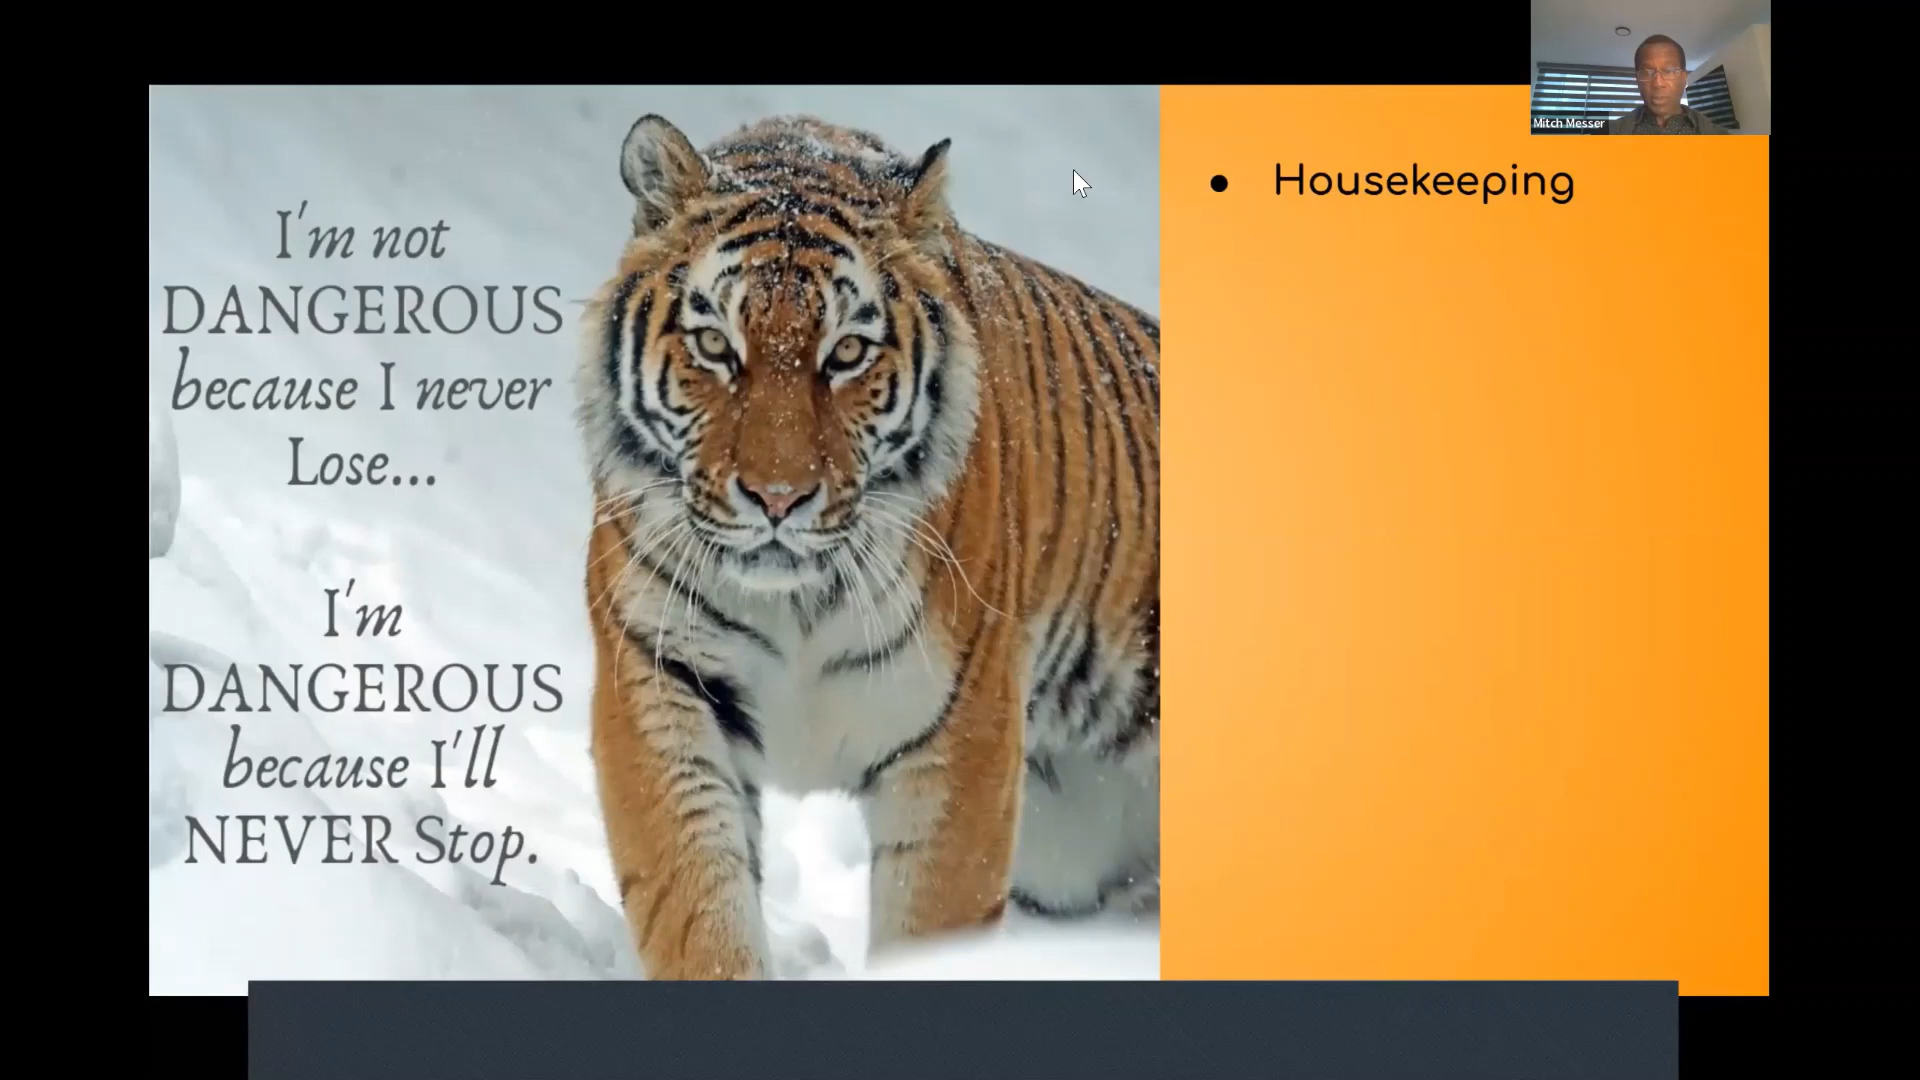 I'm not
DANGEROUS
because I never
Lose...
I'm
DANGEROUS
because I'll
NEVER Stop.
● Housekeeping
Mitch Messer